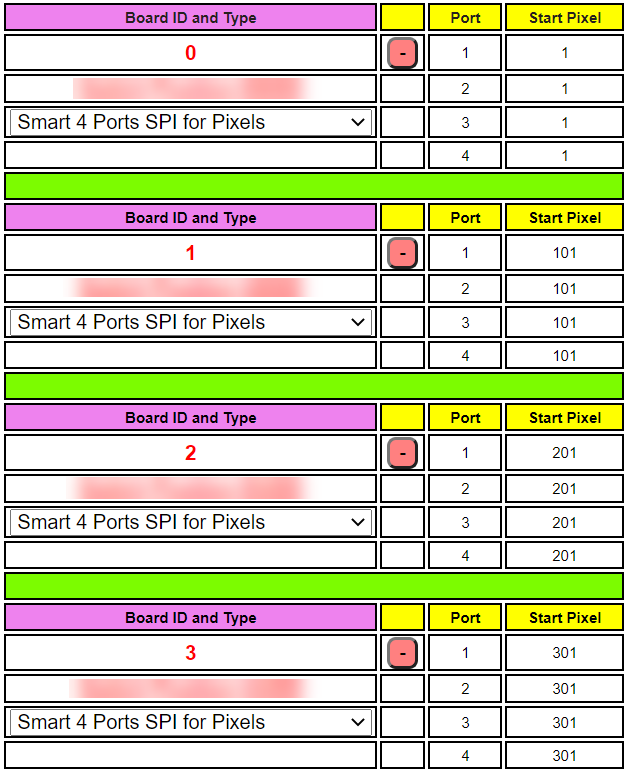 Board ID and Type Port Start Pixel
0 - 1 1
2 1
Smart 4 Ports SPI for Pixels 3 1
4 1
Board ID and Type Port Start Pixel
1 - 1 101
2 101
Smart 4 Ports SPI for Pixels 3 101
4 101
Board ID and Type Port Start Pixel
2 - 1 201
2 201
Smart 4 Ports SPI for Pixels 3 201
4 201
Board ID and Type Port Start Pixel
3 - 1 301
2 301
Smart 4 Ports SPI for Pixels 3 301
4 301